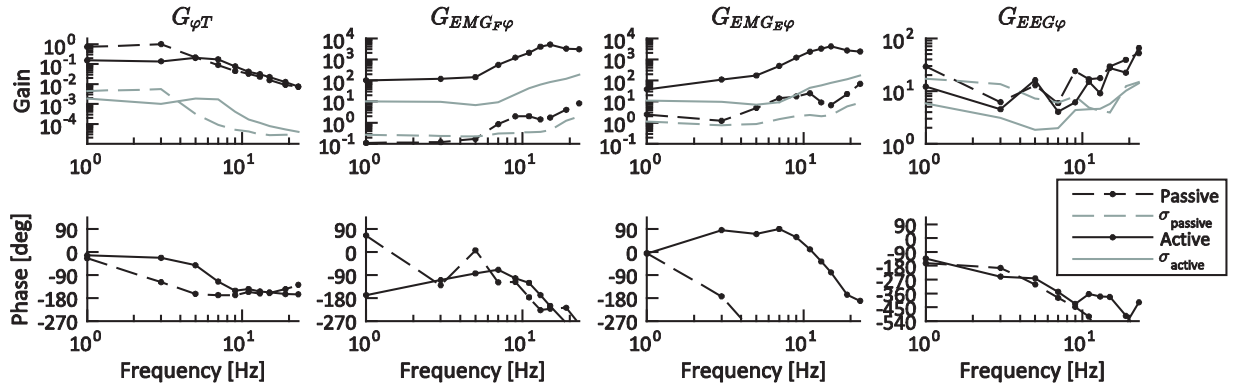 G_{φT} G_{EMG_Fφ} G_{EMG_Eφ} G_{EEGφ}
Gain
10^0 10^{-1} 10^{-2} 10^{-3} 10^{-4}
10^4 10^3 10^2 10^1 10^0 10^{-1}
10^4 10^3 10^2 10^1 10^0 10^{-1}
10^2 10^1 10^0
10^0 10^1 10^0 10^1 10^0 10^1 10^0 10^1
Passive
σ_{passive}
Active
σ_{active}
Phase [deg]
90 0 -90 -180 -270
90 0 -90 -180 -270
90 0 -90 -180 -270
90 0 -90 -180 -270 -360 -450 -540
10^0 10^1 10^0 10^1 10^0 10^1 10^0 10^1
Frequency [Hz] Frequency [Hz] Frequency [Hz] Frequency [Hz]